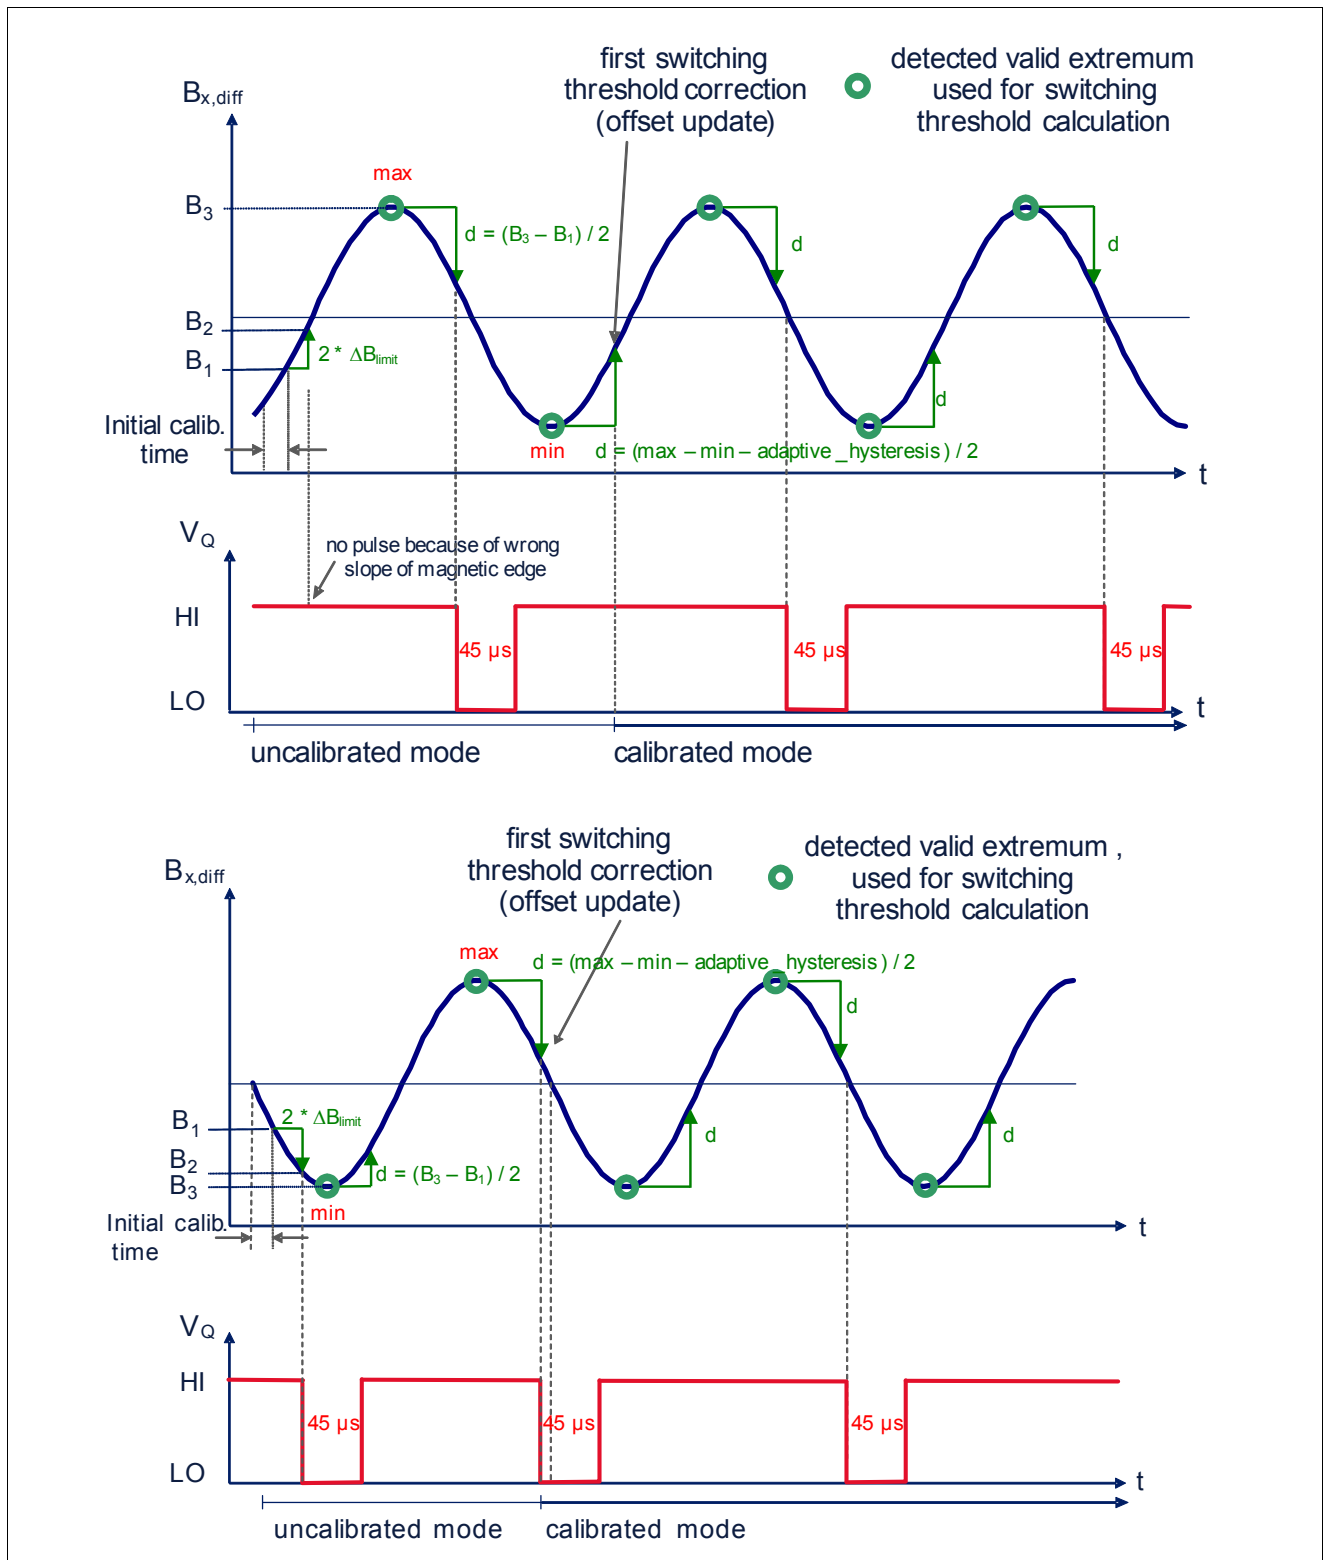 first switching
threshold correction
(offset update)
detected valid extremum
used for switching
threshold calculation
Bx,diff
max
B3
d = (B3 – B1) / 2
d
d
B2
2 * ΔBlimit
B1
d
Initial calib.
time
min
d = (max – min – adaptive_hysteresis) / 2
t
VQ
no pulse because of wrong
slope of magnetic edge
HI
45 µs
45 µs
45 µs
LO
t
uncalibrated mode
calibrated mode
first switching
threshold correction
(offset update)
detected valid extremum ,
used for switching
threshold calculation
Bx,diff
max
d = (max – min – adaptive_hysteresis) / 2
d
B1
2 * ΔBlimit
d
d
B2
d = (B3 – B1) / 2
B3
min
Initial calib.
time
t
VQ
HI
45 µs
45 µs
45 µs
LO
t
uncalibrated mode
calibrated mode